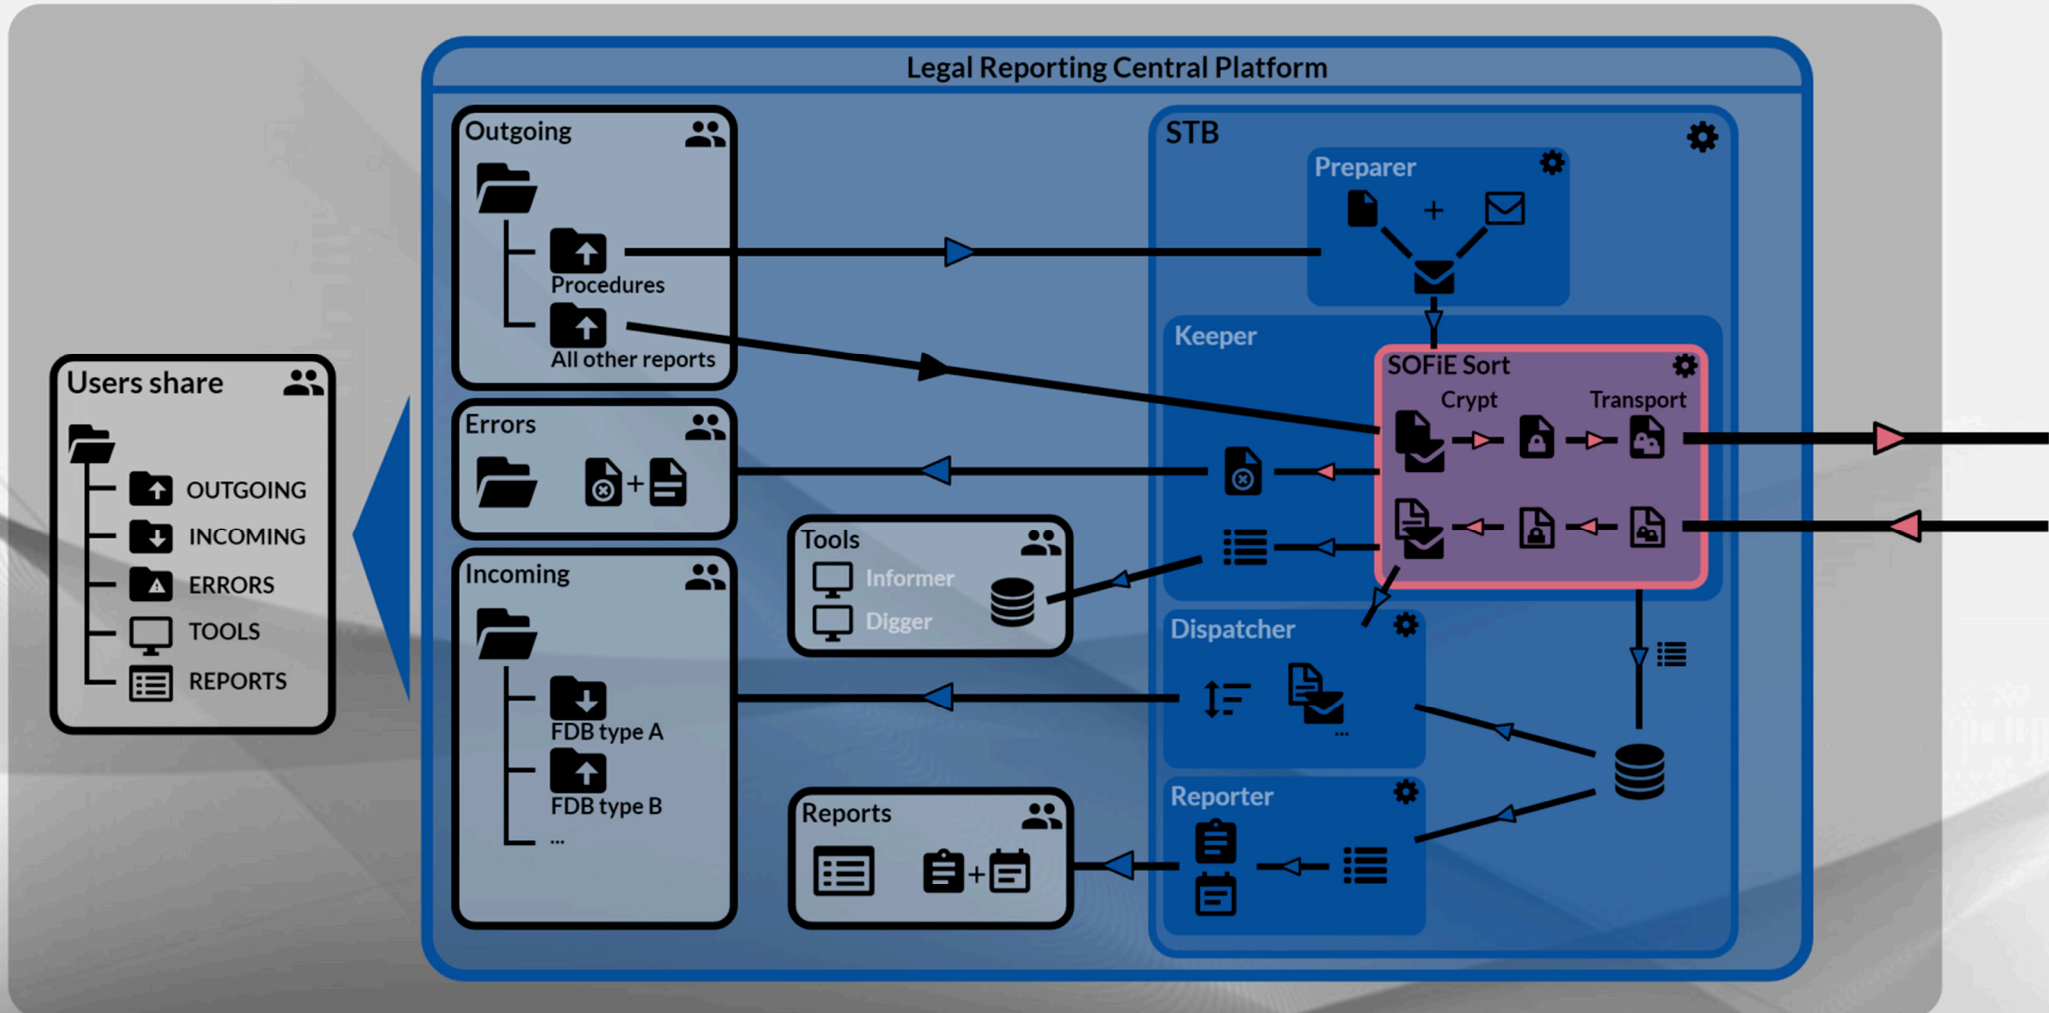 Legal Reporting Central Platform
Outgoing
Procedures
All other reports
STB
Preparer
+
Keeper
SOFiE Sort
Crypt
Transport
Users share
OUTGOING
INCOMING
ERRORS
TOOLS
REPORTS
Errors
+
Tools
Informer
Digger
Incoming
FDB type A
FDB type B
...
Dispatcher
...
Reporter
Reports
+